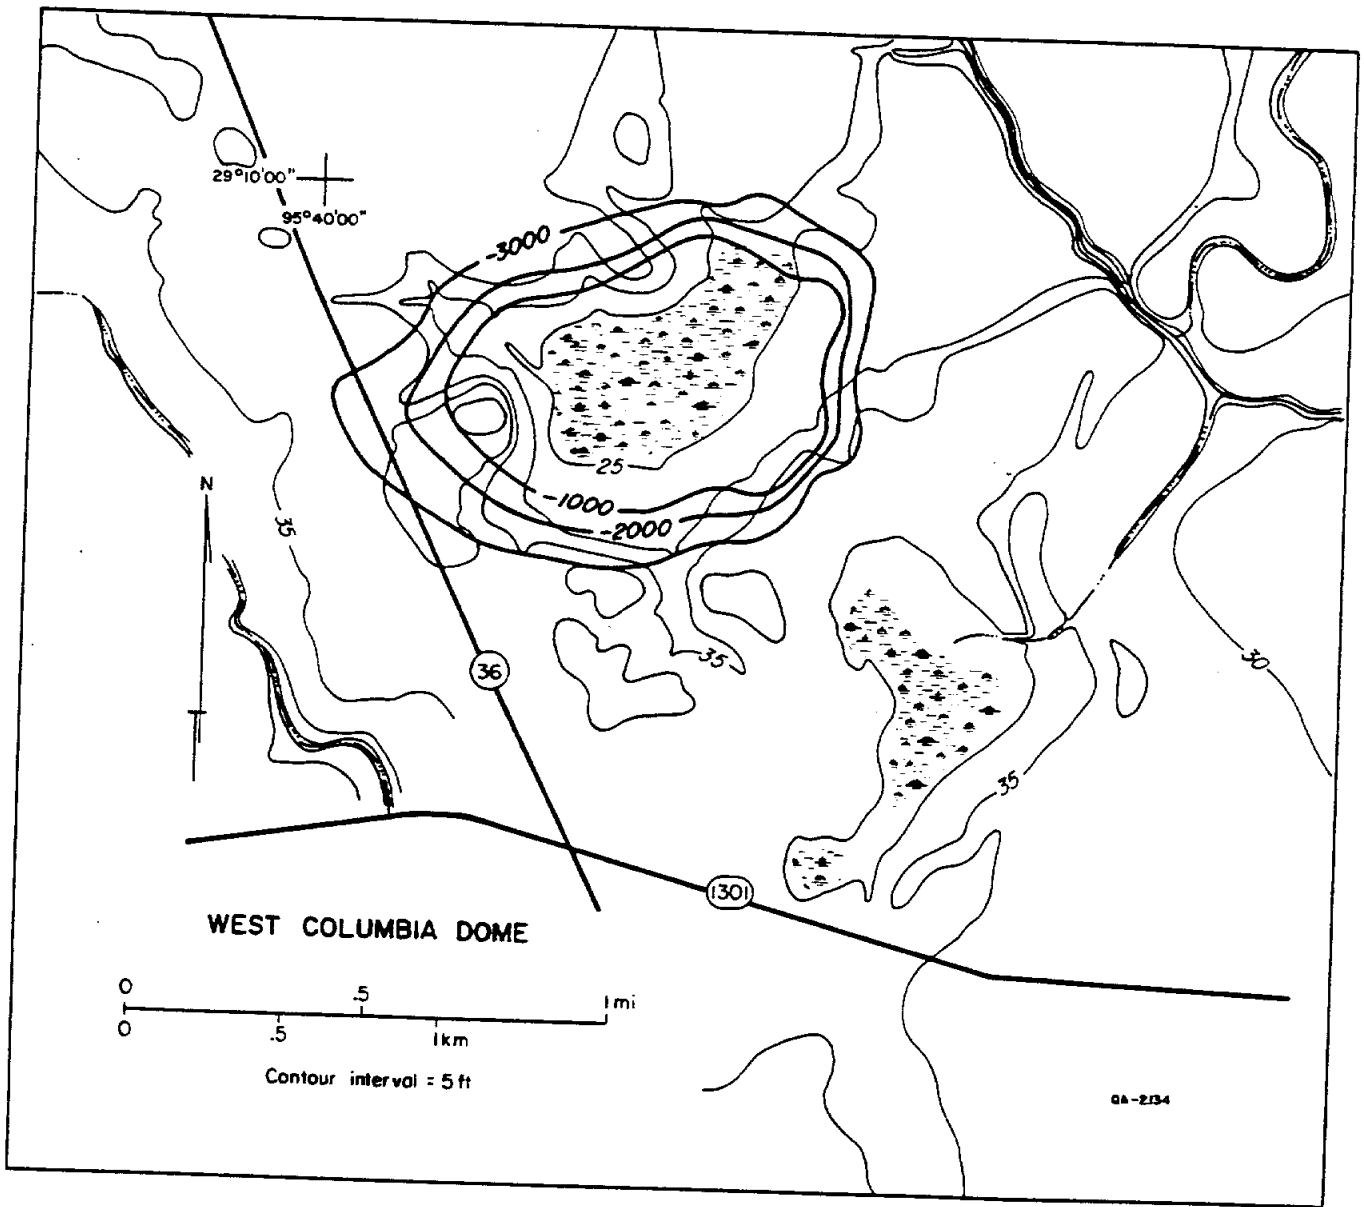 29°10'00"
95°40'00"
-3000
25
-1000
-2000
N
35
35
36
30
35
1301
WEST COLUMBIA DOME
0 .5 1 mi
0 .5 1 km
Contour interval = 5 ft
QA-2134